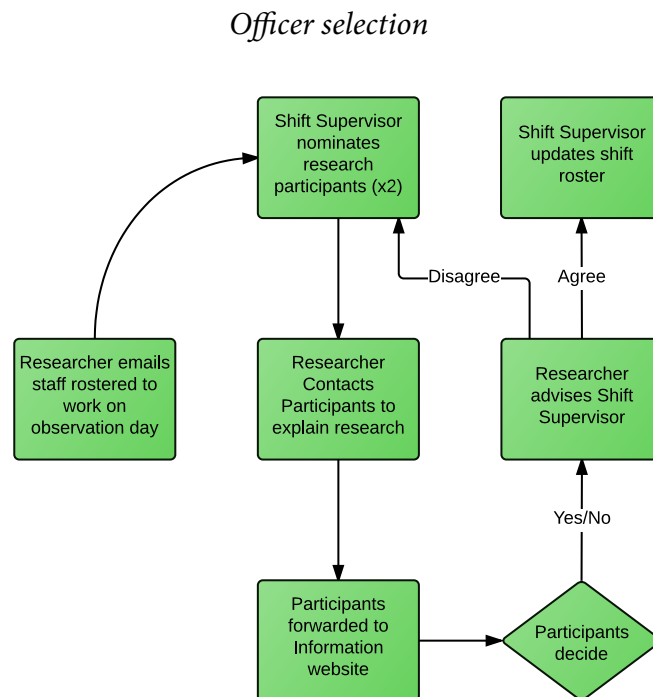 Officer selection
Shift Supervisor
nominates
research
participants (x2)
Shift Supervisor
updates shift
roster
Disagree
Agree
Researcher emails
staff rostered to
work on
observation day
Researcher
Contacts
Participants to
explain research
Researcher
advises Shift
Supervisor
Yes/No
Participants
forwarded to
Information
website
Participants
decide